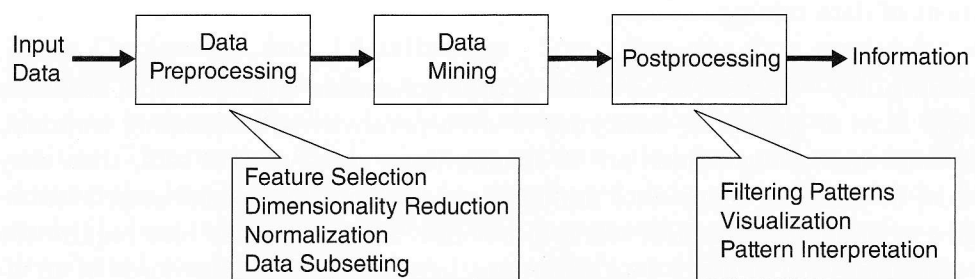 Input
Data
Data
Preprocessing
Data
Mining
Postprocessing
Information
Feature Selection
Dimensionality Reduction
Normalization
Data Subsetting
Filtering Patterns
Visualization
Pattern Interpretation